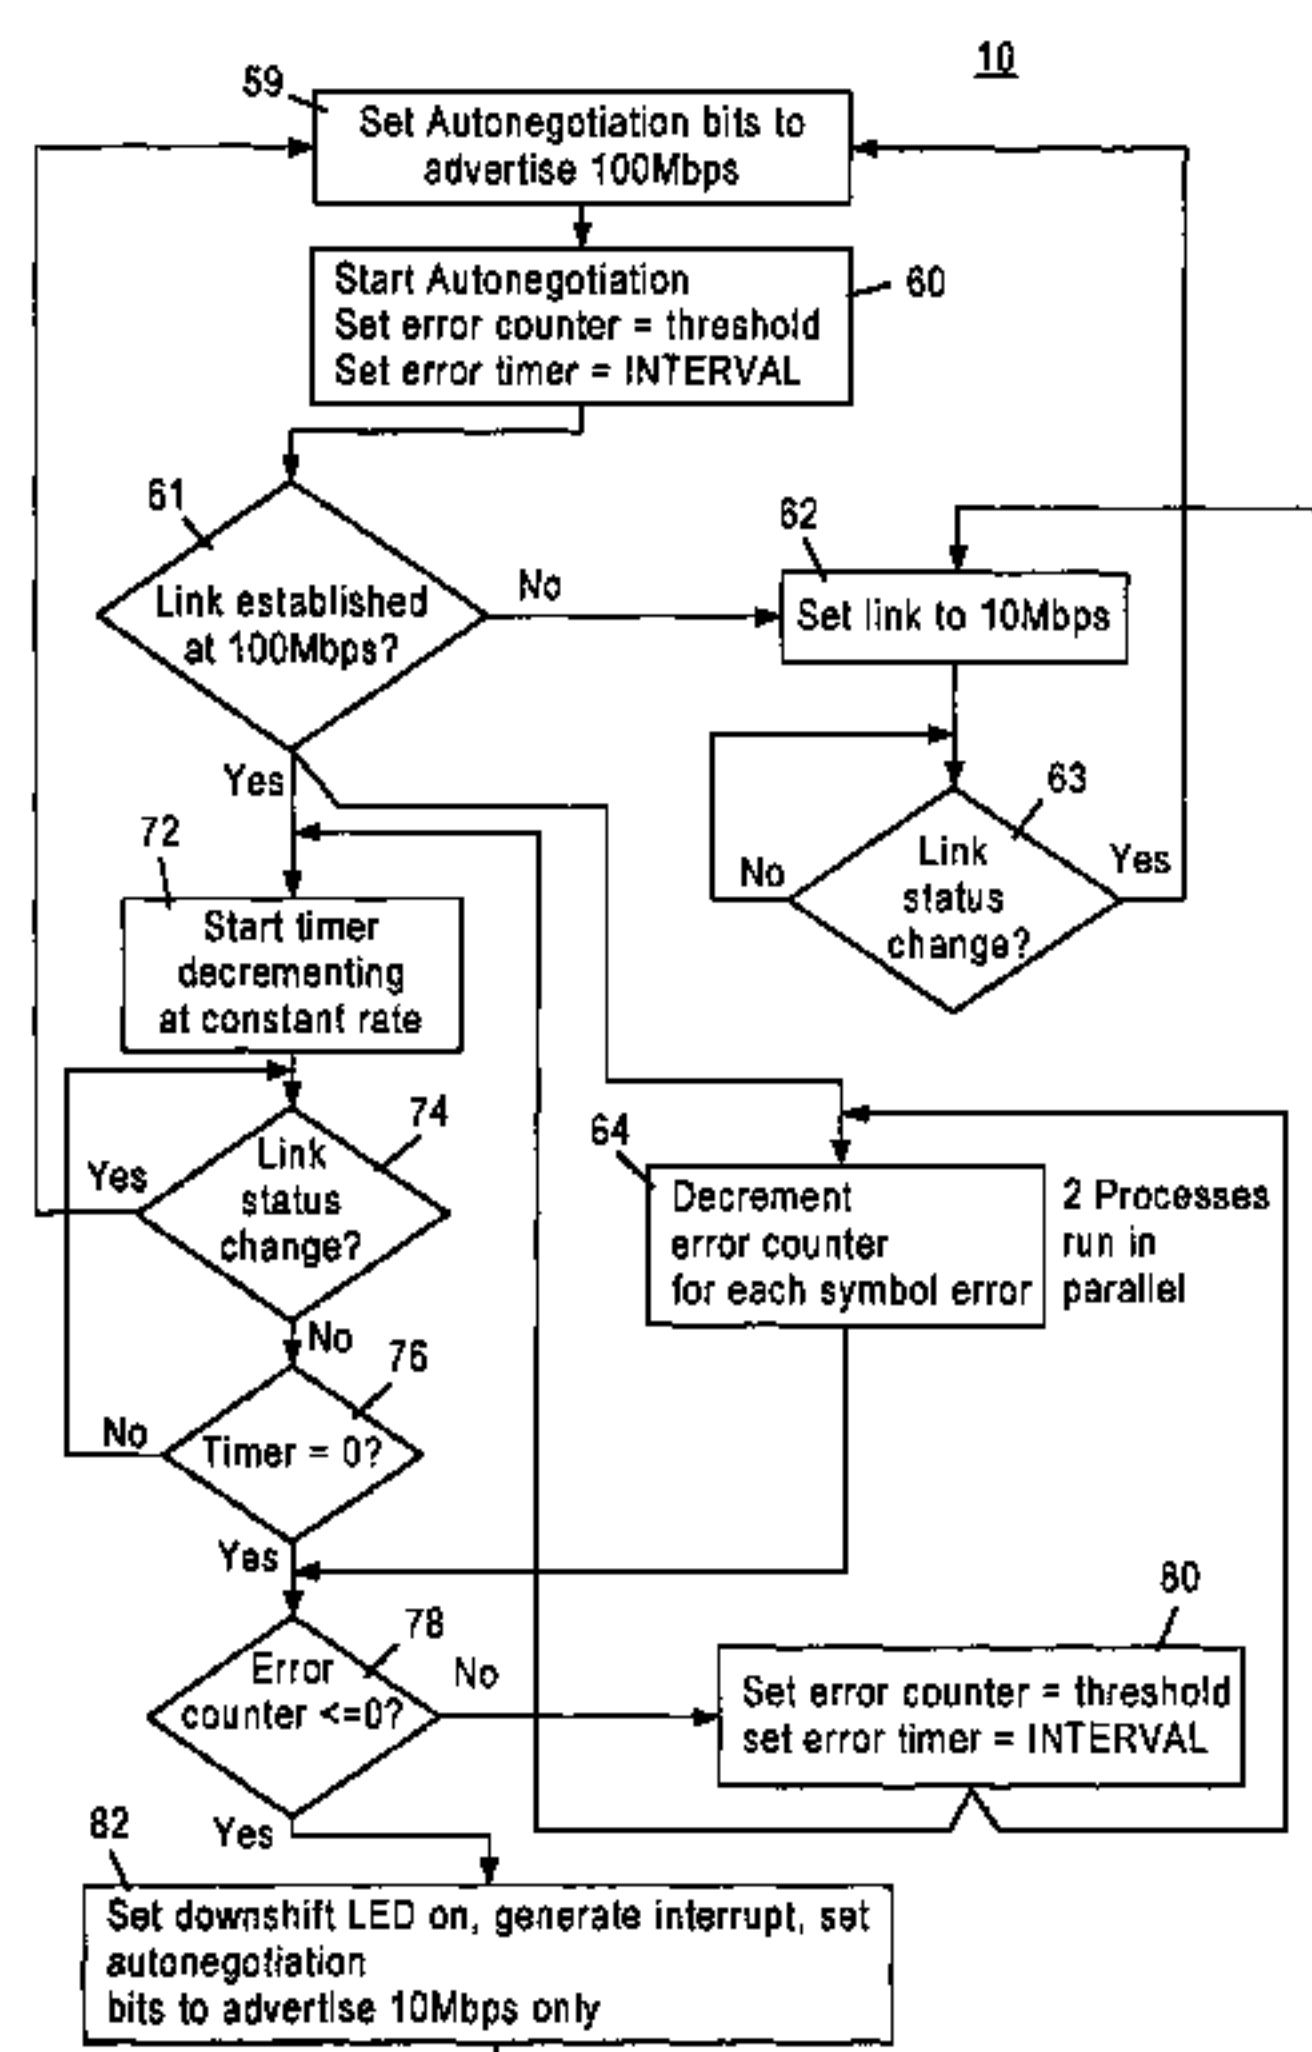 10
59
Set Autonegotiation bits to
advertise 100Mbps
Start Autonegotiation
Set error counter = threshold
Set error timer = INTERVAL
60
61
Link established
at 100Mbps?
No
Yes
62
Set link to 10Mbps
63
Link
status
change?
No
Yes
72
Start timer
decrementing
at constant rate
74
Link
status
change?
Yes
No
64
Decrement
error counter
for each symbol error
2 Processes
run in
parallel
76
Timer = 0?
No
Yes
78
Error
counter <=0?
No
Yes
80
Set error counter = threshold
set error timer = INTERVAL
82
Set downshift LED on, generate interrupt, set
autonegotiation
bits to advertise 10Mbps only